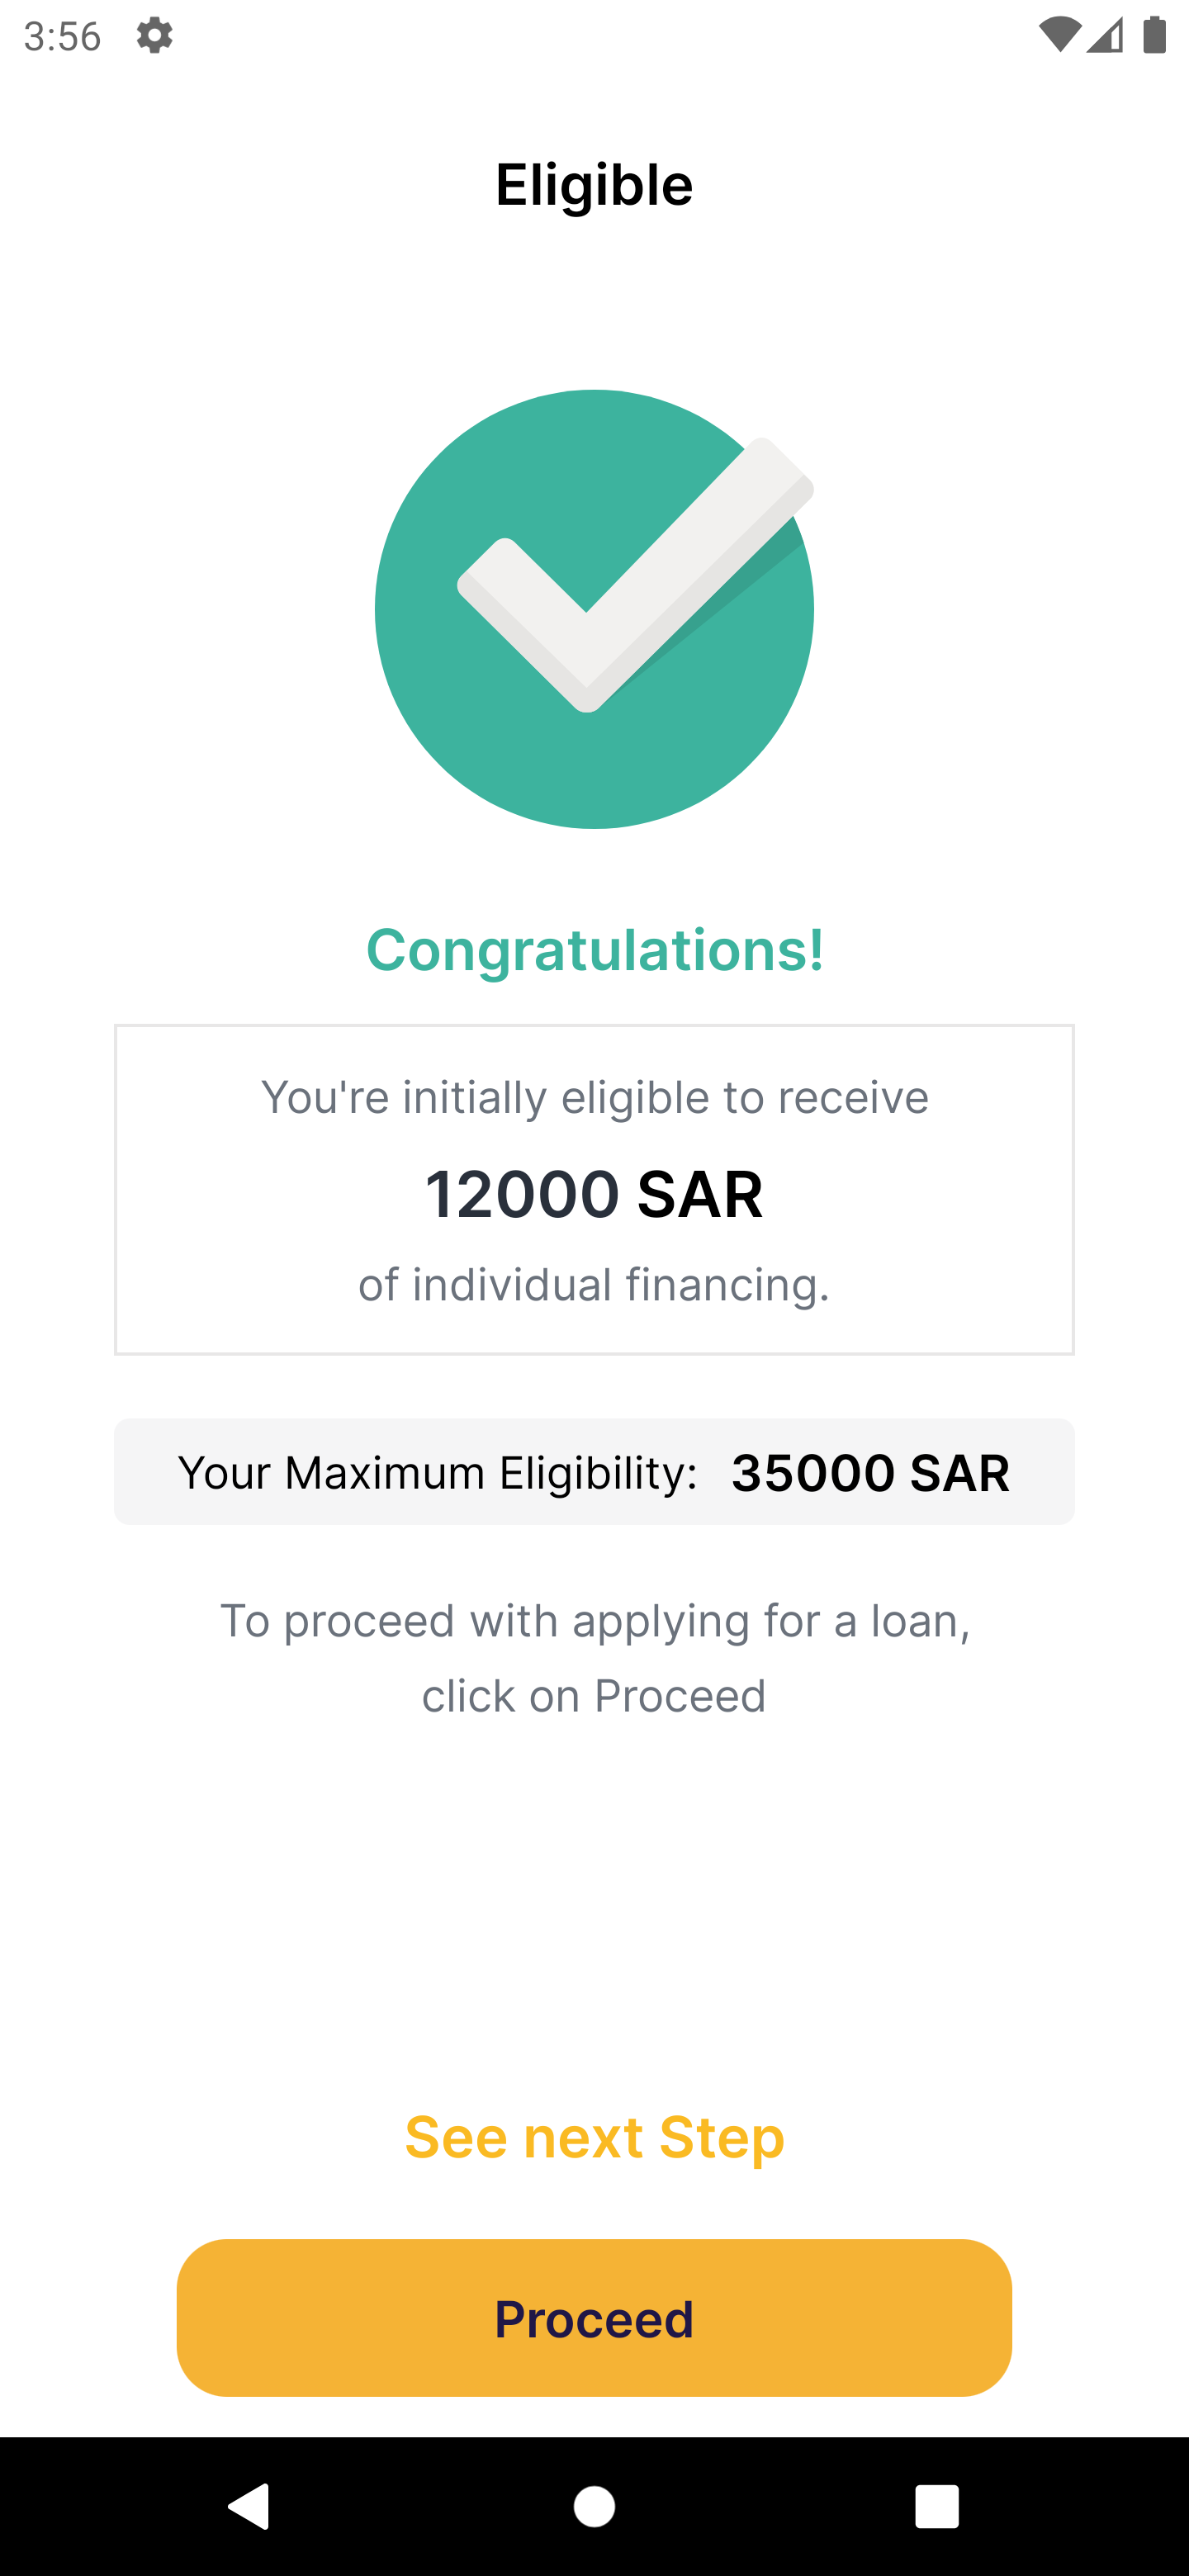 3:56
Eligible
Congratulations!
You're initially eligible to receive
12000 SAR
of individual financing.
Your Maximum Eligibility: 35000 SAR
To proceed with applying for a loan,
click on Proceed
See next Step
Proceed